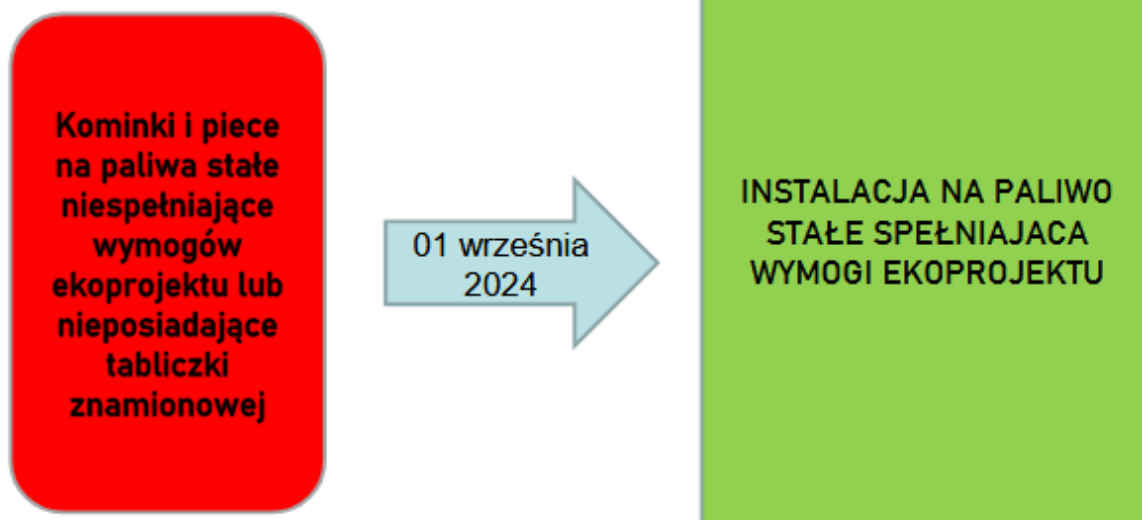 Kominki i piece
na paliwa stałe
niespełniające
wymogów
ekoprojektu lub
nieposiadające
tabliczki
znamionowej
01 września
2024
INSTALACJA NA PALIWO
STAŁE SPEŁNIAJACA
WYMOGI EKOPROJEKTU